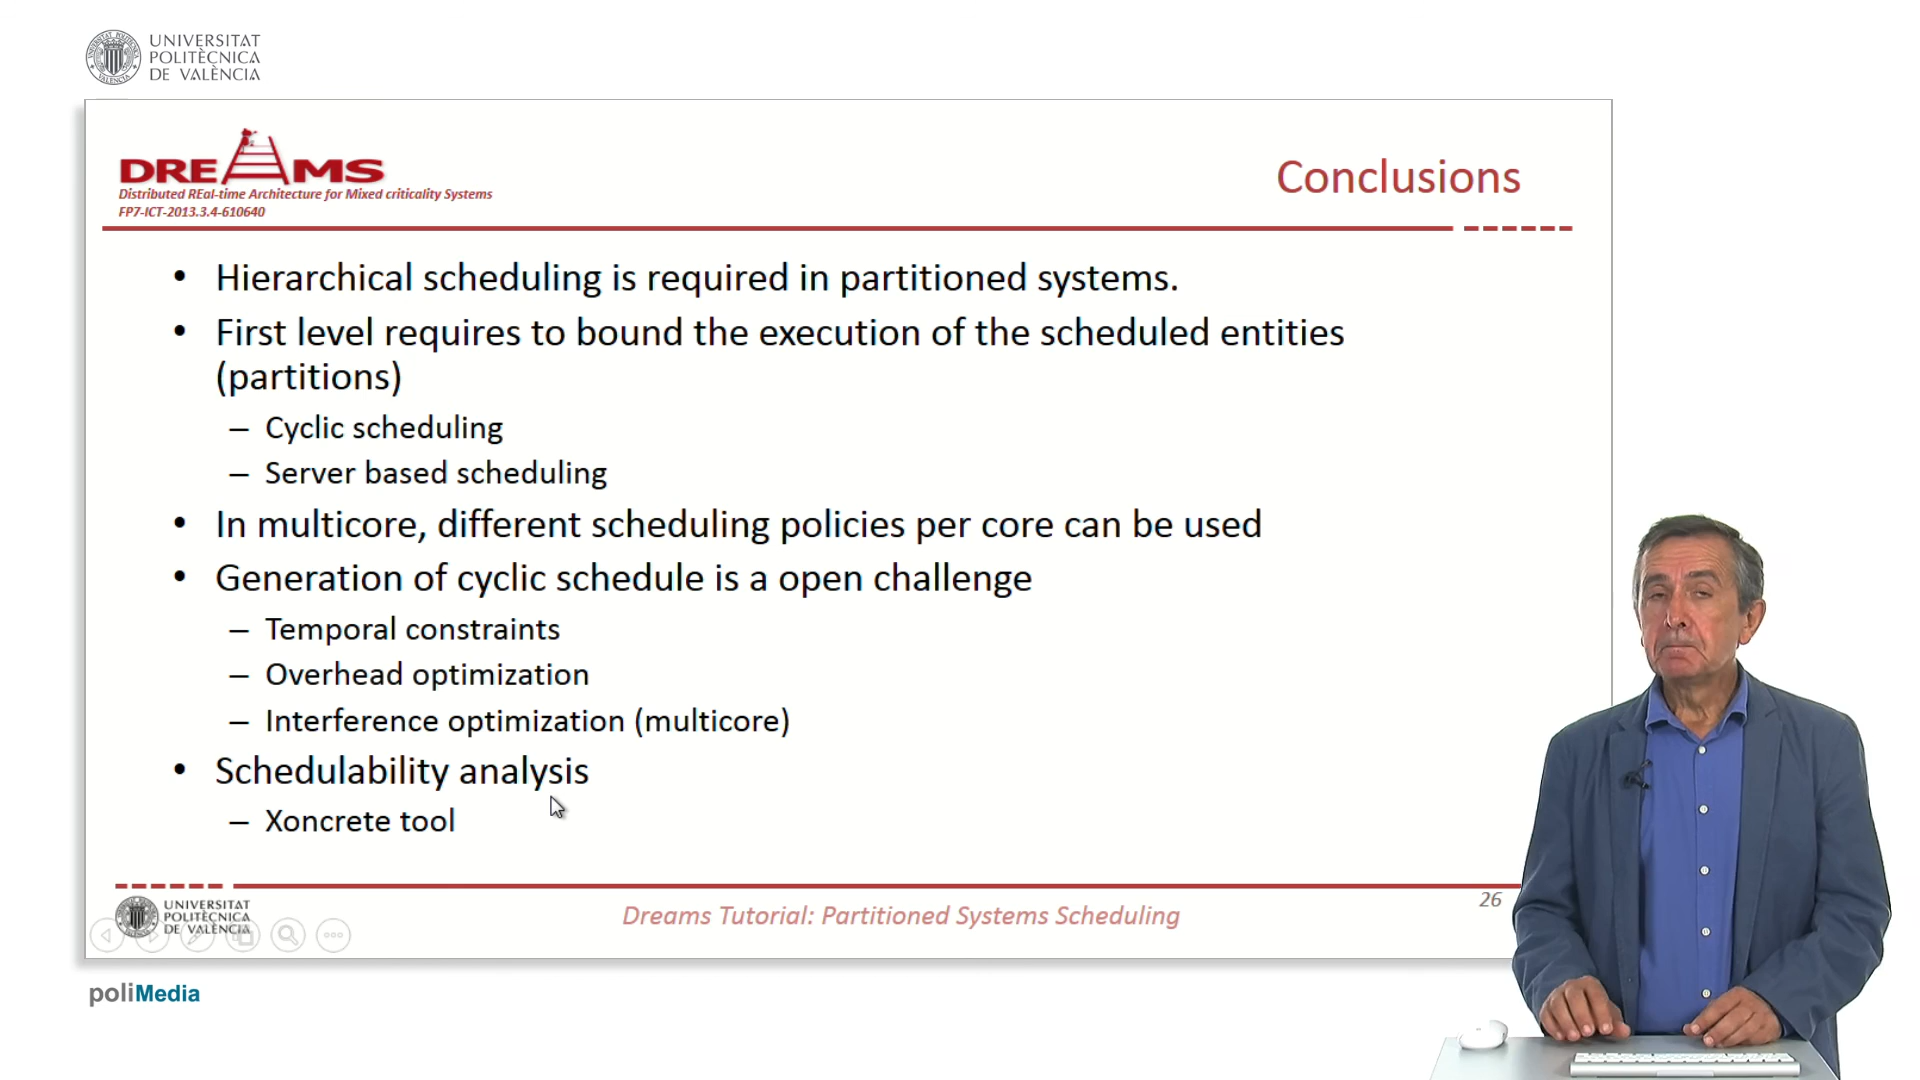 UNIVERSITAT
POLITÈCNICA
DE VALÈNCIA
DREAMS
Distributed REal-time Architecture for Mixed criticality Systems
FP7-ICT-2013.3.4-610640
Conclusions
• Hierarchical scheduling is required in partitioned systems.
• First level requires to bound the execution of the scheduled entities
(partitions)
– Cyclic scheduling
– Server based scheduling
• In multicore, different scheduling policies per core can be used
• Generation of cyclic schedule is a open challenge
– Temporal constraints
– Overhead optimization
– Interference optimization (multicore)
• Schedulability analysis
– Xoncrete tool
UNIVERSITAT
POLITÈCNICA
DE VALÈNCIA
Dreams Tutorial: Partitioned Systems Scheduling
26
poliMedia